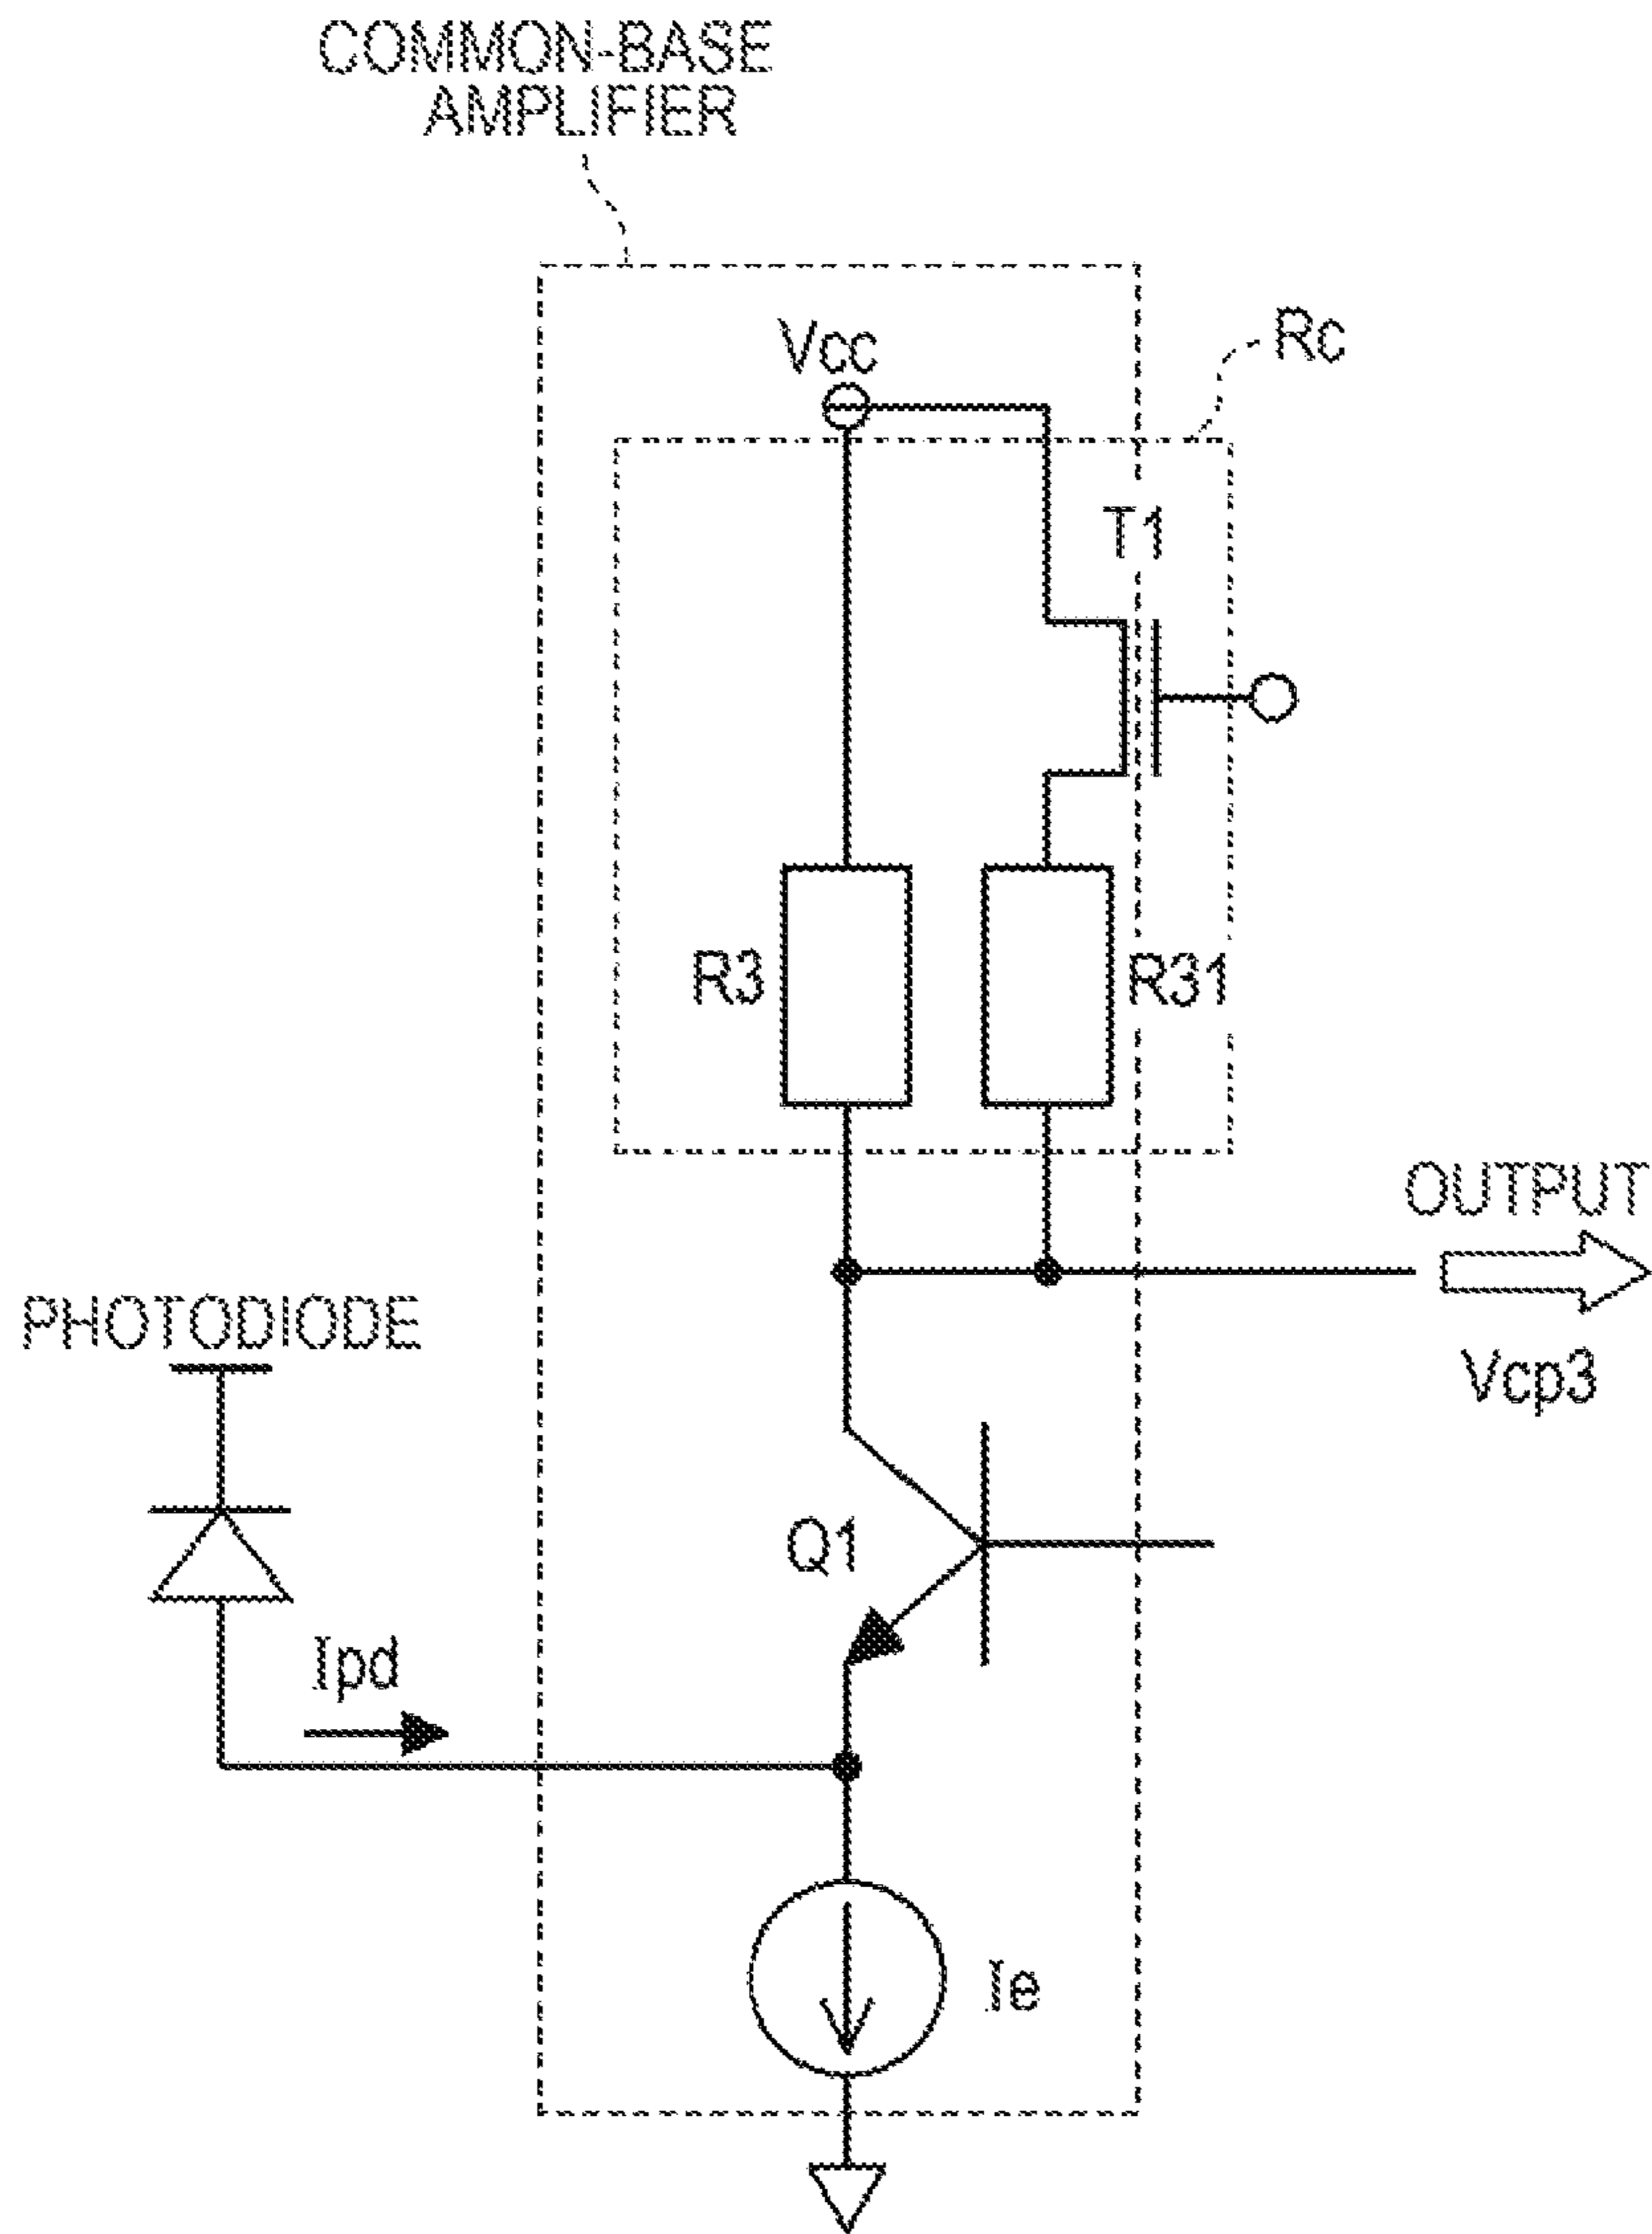 COMMON-BASE
AMPLIFIER
Vcc
Rc
T1
R3
R31
OUTPUT
Vcp3
PHOTODIODE
Q1
Ipd
Ie